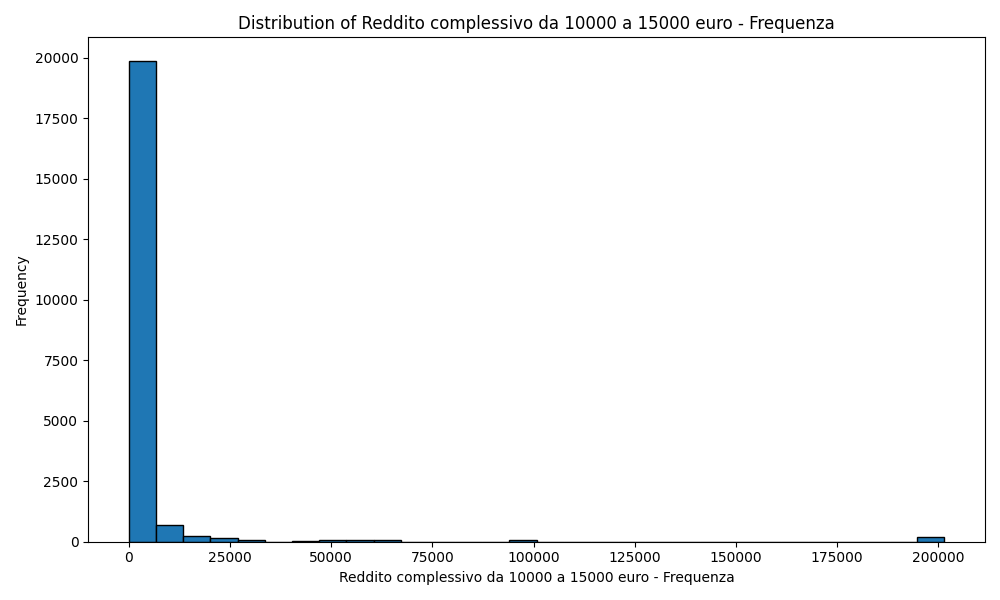 Distribution of Reddito complessivo da 10000 a 15000 euro - Frequenza
20000
17500
15000
12500
10000
7500
5000
2500
0
Frequency
0 25000 50000 75000 100000 125000 150000 175000 200000
Reddito complessivo da 10000 a 15000 euro - Frequenza